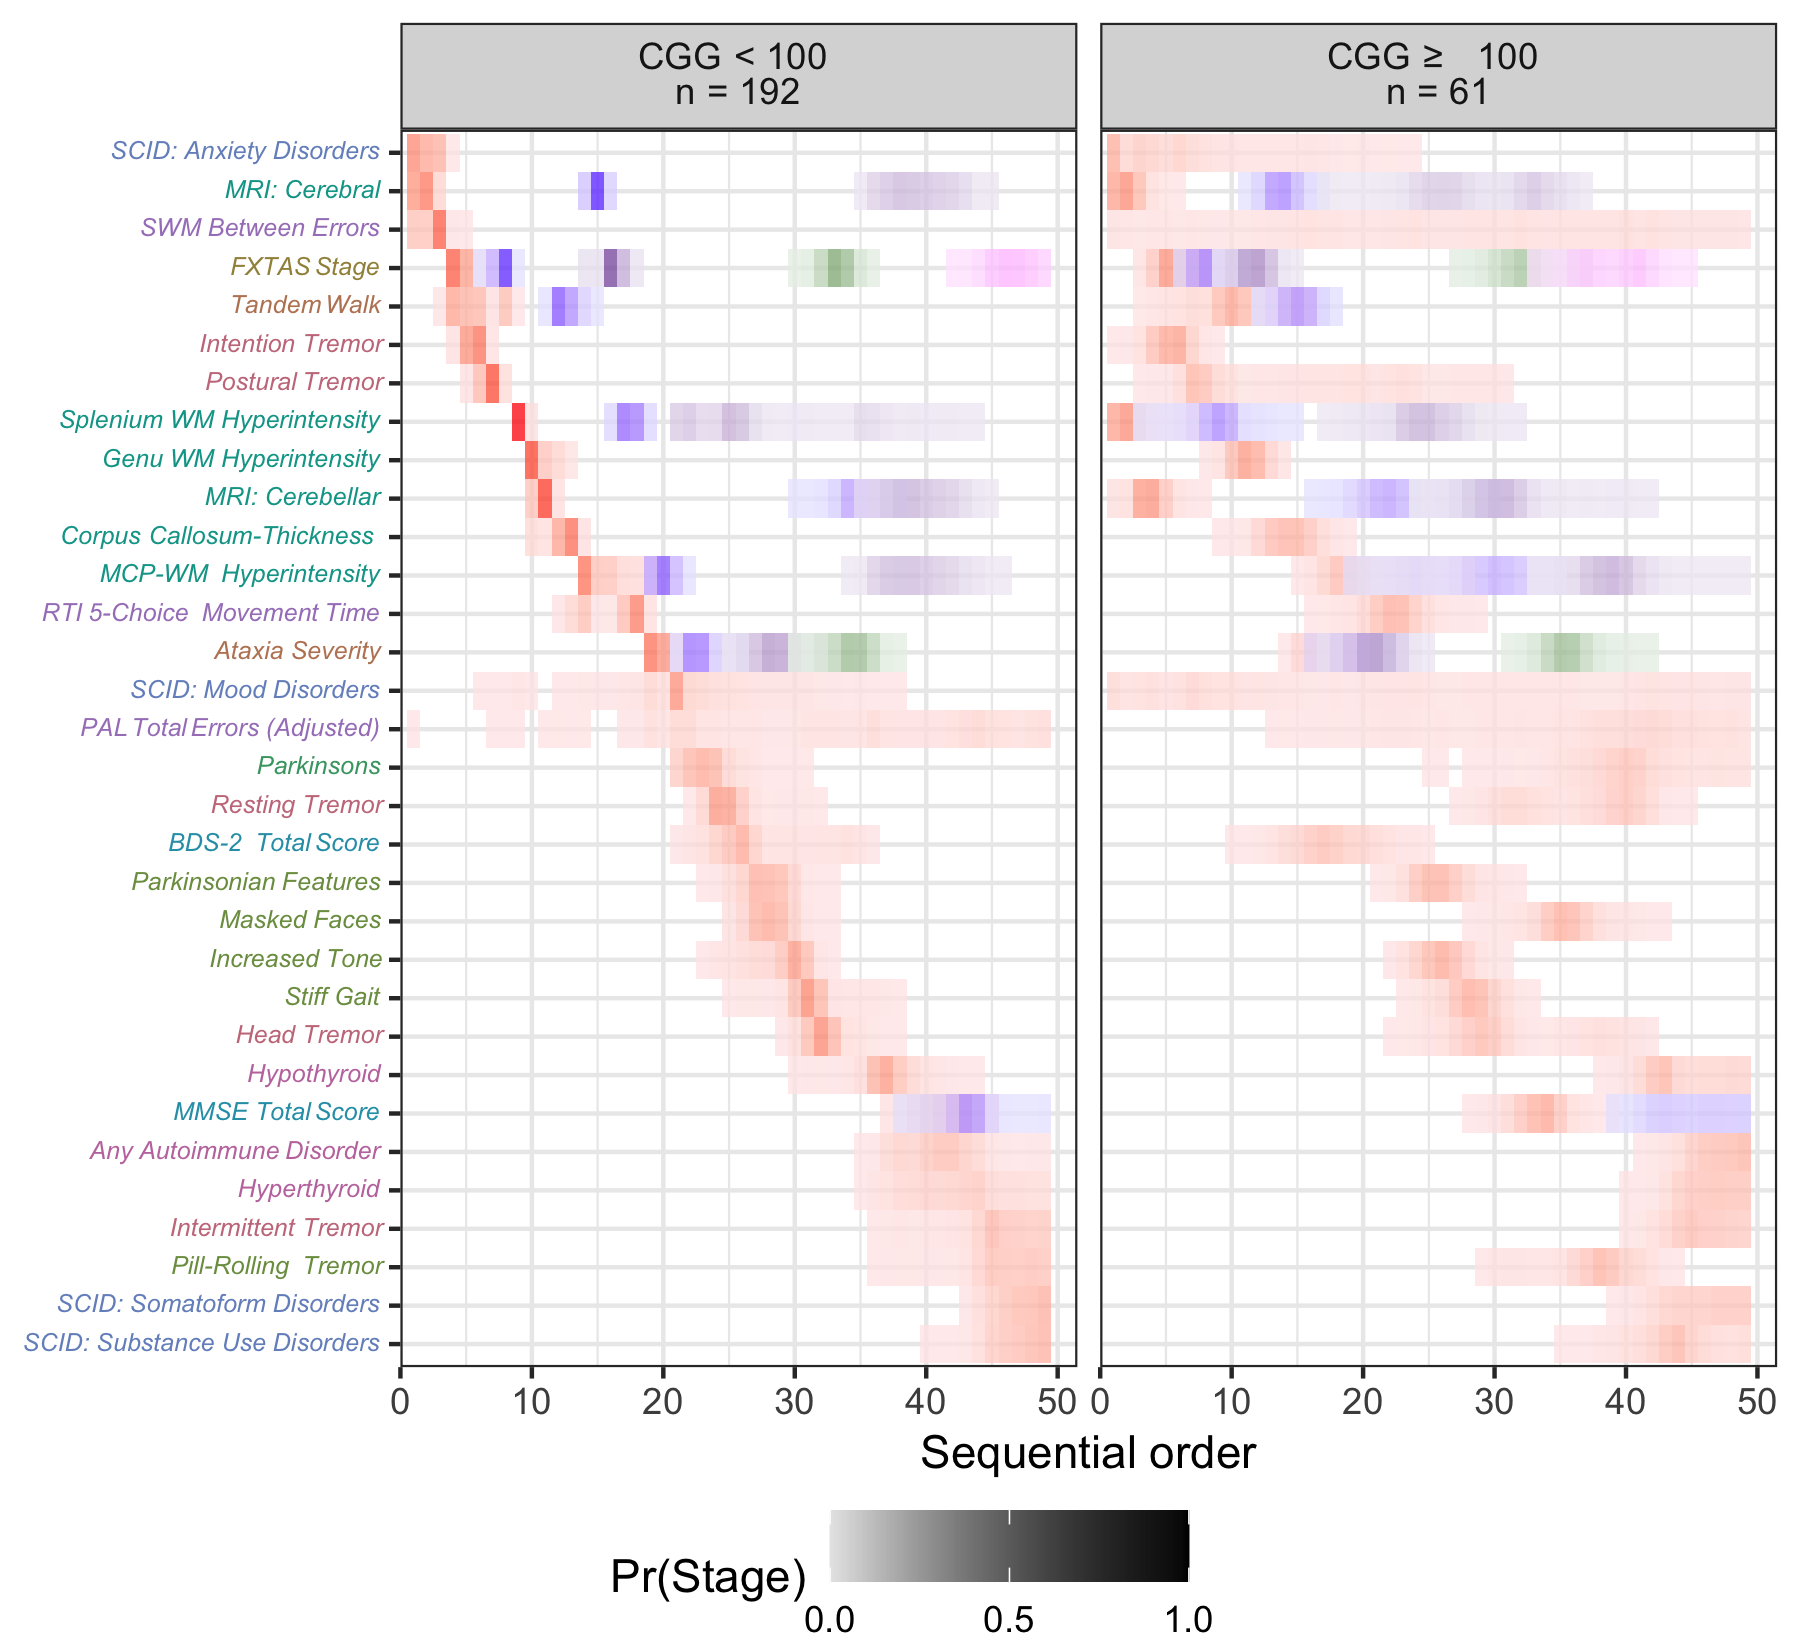 CGG < 100
n = 192
CGG ≥ 100
n = 61
SCID: Anxiety Disorders
MRI: Cerebral
SWM Between Errors
FXTAS Stage
Tandem Walk
Intention Tremor
Postural Tremor
Splenium WM Hyperintensity
Genu WM Hyperintensity
MRI: Cerebellar
Corpus Callosum-Thickness
MCP-WM Hyperintensity
RTI 5-Choice Movement Time
Ataxia Severity
SCID: Mood Disorders
PAL Total Errors (Adjusted)
Parkinsons
Resting Tremor
BDS-2 Total Score
Parkinsonian Features
Masked Faces
Increased Tone
Stiff Gait
Head Tremor
Hypothyroid
MMSE Total Score
Any Autoimmune Disorder
Hyperthyroid
Intermittent Tremor
Pill-Rolling Tremor
SCID: Somatoform Disorders
SCID: Substance Use Disorders
0 10 20 30 40 50 0 10 20 30 40 50
Sequential order
Pr(Stage)
0.0 0.5 1.0